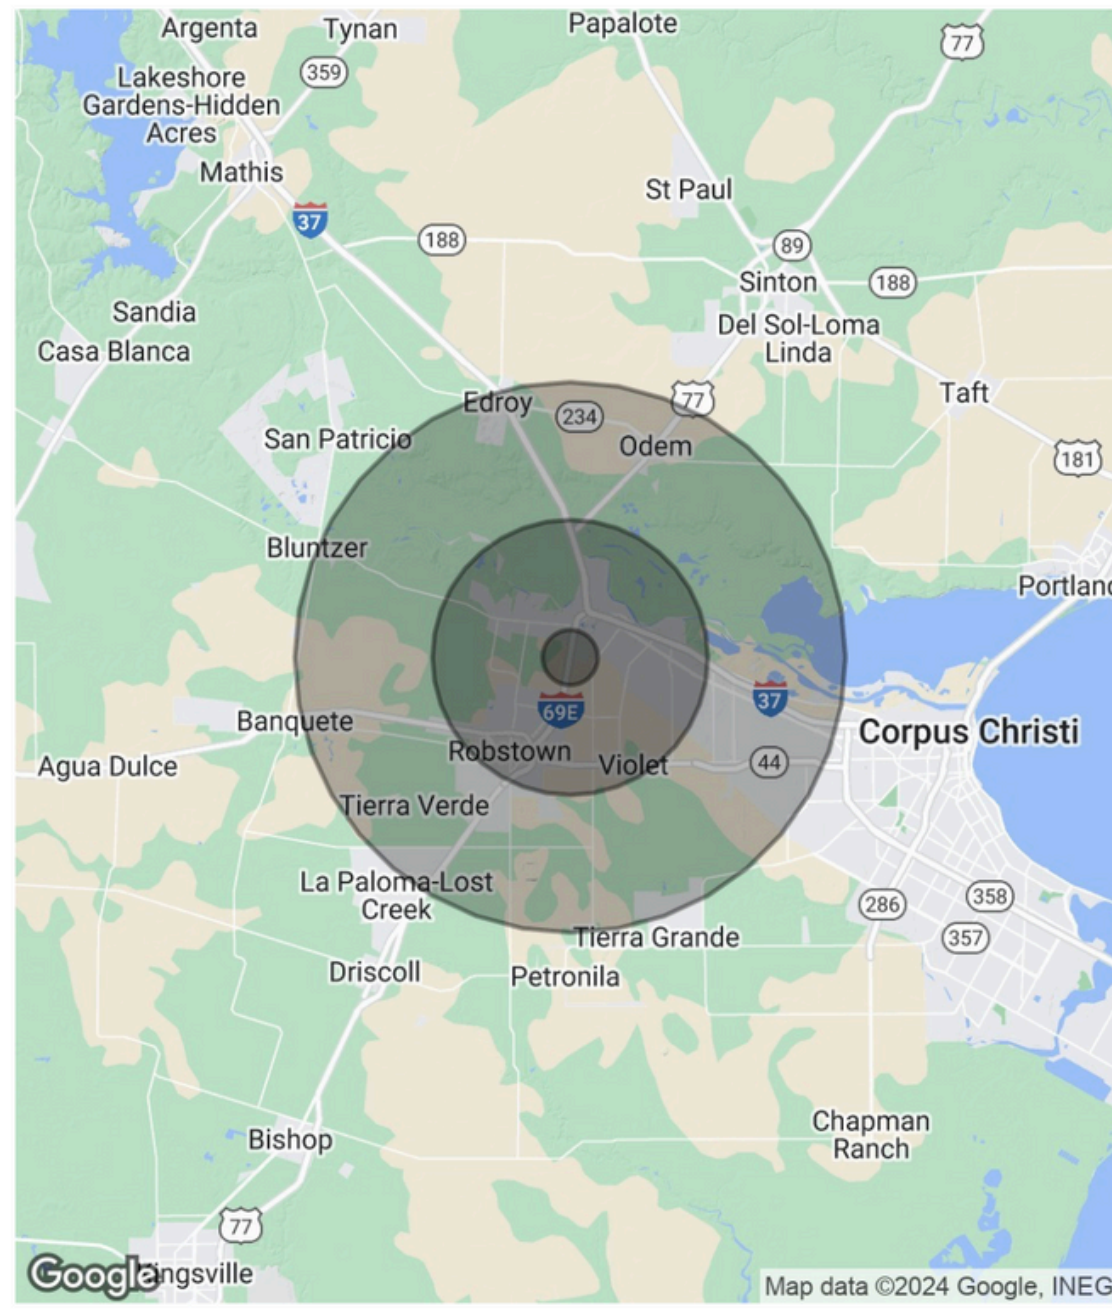 Argenta
Tynan
Papalote
77
359
Lakeshore
Gardens-Hidden
Acres
Mathis
St Paul
37
188
89
Sinton
188
Sandia
Del Sol-Loma
Linda
Casa Blanca
Edroy
77
Taft
234
San Patricio
Odem
181
Bluntzer
Portland
37
69E
Banquete
Corpus Christi
Robstown
Violet
44
Agua Dulce
Tierra Verde
La Paloma-Lost
Creek
286
358
357
Tierra Grande
Driscoll
Petronila
Chapman
Ranch
Bishop
77
Google
ingsville
Map data ©2024 Google, INEG